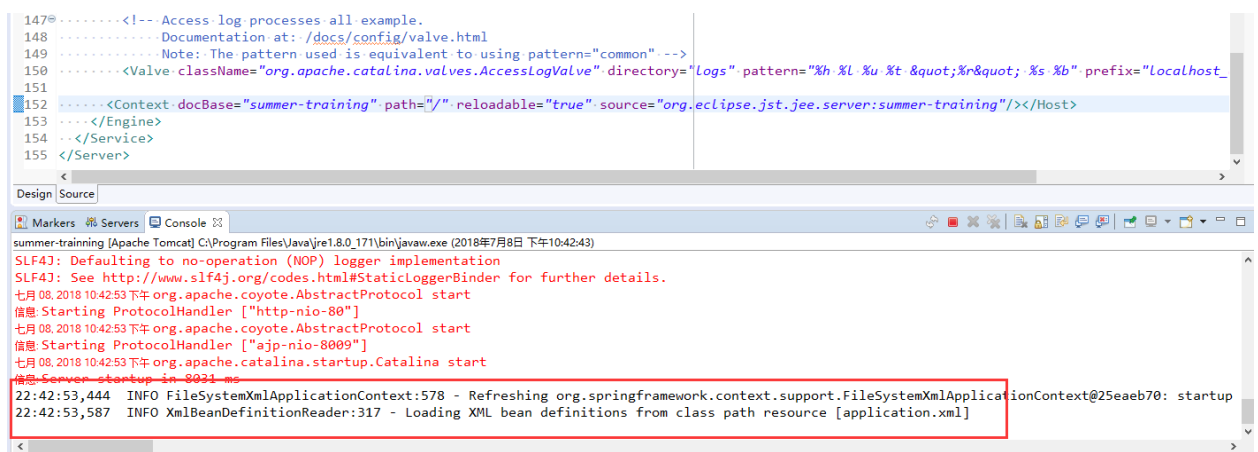 147 <!-- Access log processes all example.
148 Documentation at: /docs/config/valve.html
149 Note: The pattern used is equivalent to using pattern="common" -->
150 <Valve className="org.apache.catalina.valves.AccessLogValve" directory="logs" pattern="%h %l %u %t &quot;%r&quot; %s %b" prefix="localhost_
151
152 <Context docBase="summer-training" path="/" reloadable="true" source="org.eclipse.jst.jee.server:summer-training"/></Host>
153 </Engine>
154 </Service>
155 </Server>
Design Source
Markers Servers Console
summer-trainning [Apache Tomcat] C:\Program Files\Java\jre1.8.0_171\bin\javaw.exe (2018年7月8日 下午10:42:43)
SLF4J: Defaulting to no-operation (NOP) logger implementation
SLF4J: See http://www.slf4j.org/codes.html#StaticLoggerBinder for further details.
七月 08, 2018 10:42:53 下午 org.apache.coyote.AbstractProtocol start
信息: Starting ProtocolHandler ["http-nio-80"]
七月 08, 2018 10:42:53 下午 org.apache.coyote.AbstractProtocol start
信息: Starting ProtocolHandler ["ajp-nio-8009"]
七月 08, 2018 10:42:53 下午 org.apache.catalina.startup.Catalina start
信息: Server startup in 8031 ms
22:42:53,444 INFO FileSystemXmlApplicationContext:578 - Refreshing org.springframework.context.support.FileSystemXmlApplicationContext@25eaeb70: startup
22:42:53,587 INFO XmlBeanDefinitionReader:317 - Loading XML bean definitions from class path resource [application.xml]